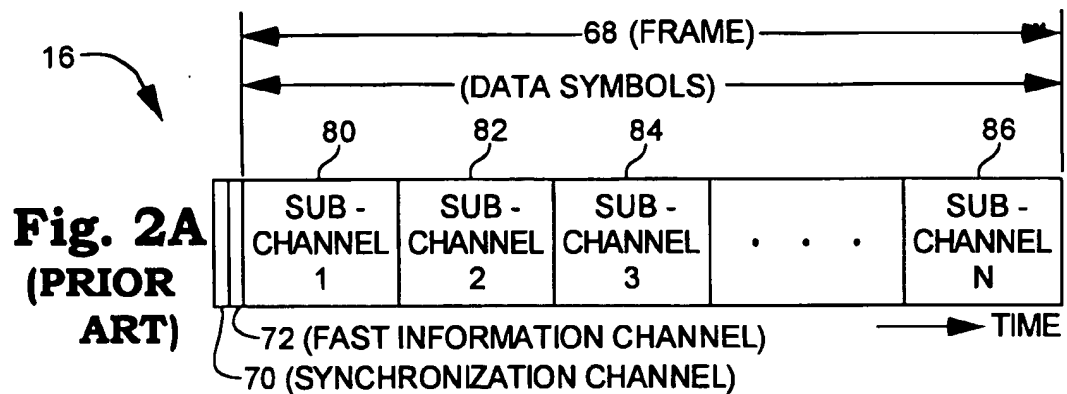 68 (FRAME)
16
(DATA SYMBOLS)
80 82 84 86
SUB - CHANNEL 1
SUB - CHANNEL 2
SUB - CHANNEL 3
. . .
SUB - CHANNEL N
Fig. 2A
(PRIOR
ART)
TIME
72 (FAST INFORMATION CHANNEL)
70 (SYNCHRONIZATION CHANNEL)